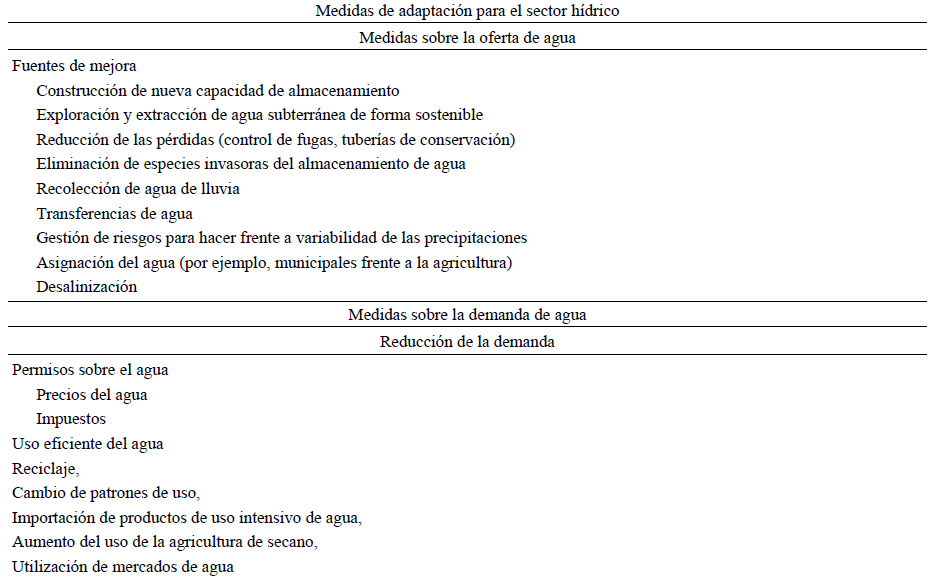 Medidas de adaptación para el sector hídrico
Medidas sobre la oferta de agua
Fuentes de mejora
Construcción de nueva capacidad de almacenamiento
Exploración y extracción de agua subterránea de forma sostenible
Reducción de las pérdidas (control de fugas, tuberías de conservación)
Eliminación de especies invasoras del almacenamiento de agua
Recolección de agua de lluvia
Transferencias de agua
Gestión de riesgos para hacer frente a variabilidad de las precipitaciones
Asignación del agua (por ejemplo, municipales frente a la agricultura)
Desalinización
Medidas sobre la demanda de agua
Reducción de la demanda
Permisos sobre el agua
Precios del agua
Impuestos
Uso eficiente del agua
Reciclaje,
Cambio de patrones de uso,
Importación de productos de uso intensivo de agua,
Aumento del uso de la agricultura de secano,
Utilización de mercados de agua